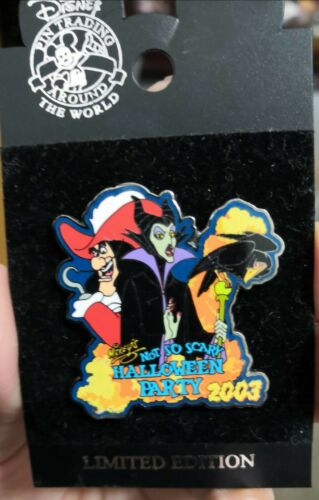 DISNEY
PIN TRADING
AROUND
THE WORLD
MICKEY'S
NOT SO SCARY
HALLOWEEN
PARTY 2003
LIMITED EDITION